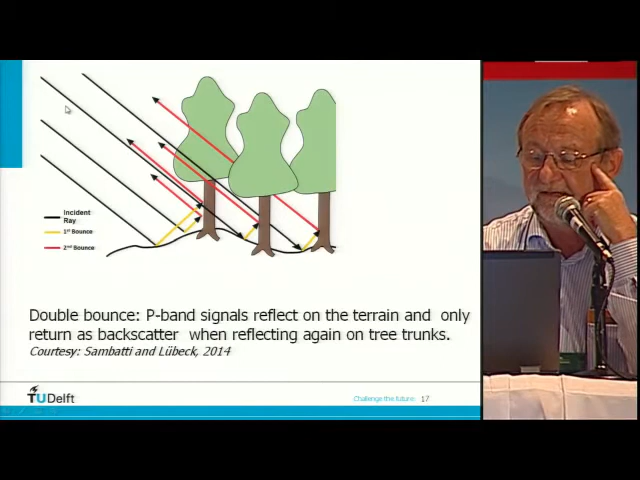 Incident
Ray
1st Bounce
2nd Bounce
Double bounce: P-band signals reflect on the terrain and only
return as backscatter when reflecting again on tree trunks.
Courtesy: Sambatti and Lübeck, 2014
TUDelft
Challenge the future
17